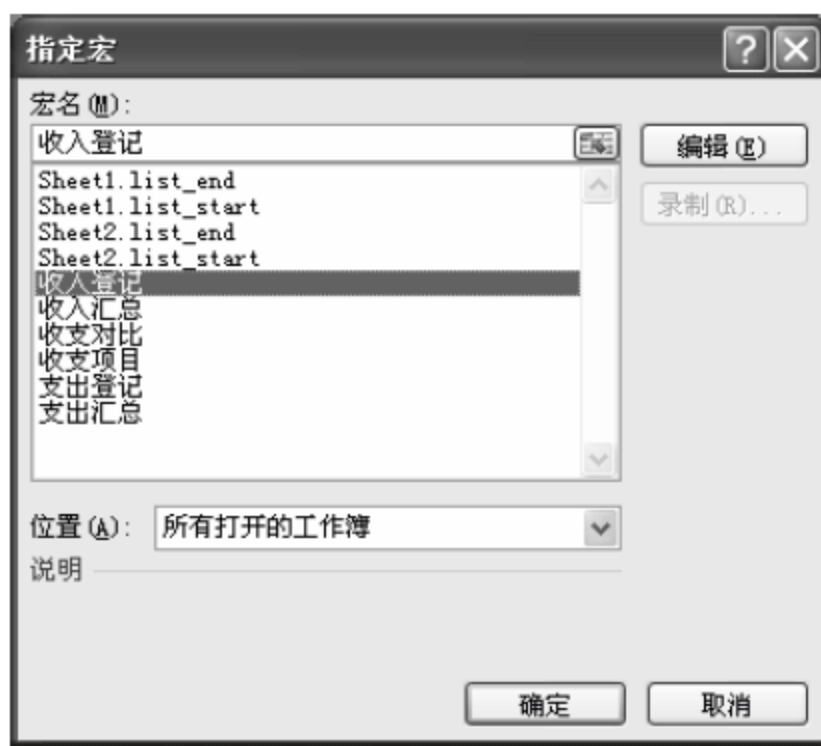 指定宏
宏名(M):
收入登记
编辑(E)
录制(R)...
Sheet1.list_end
Sheet1.list_start
Sheet2.list_end
Sheet2.list_start
收入登记
收入汇总
收支对比
收支项目
支出登记
支出汇总
位置(A): 所有打开的工作簿
说明
确定 取消